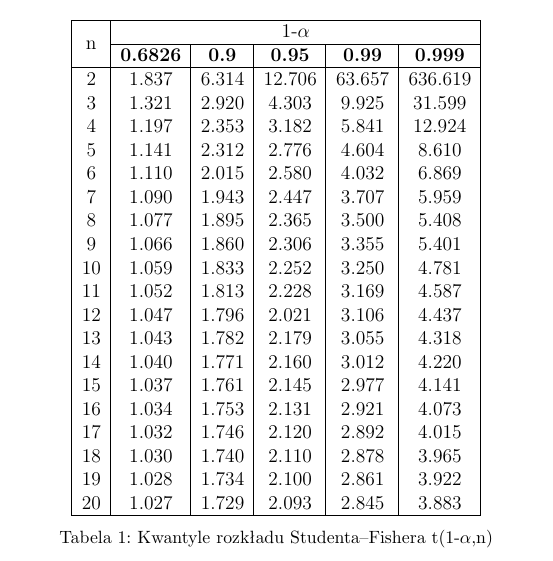 n 1-α
0.6826 0.9 0.95 0.99 0.999
2 1.837 6.314 12.706 63.657 636.619
3 1.321 2.920 4.303 9.925 31.599
4 1.197 2.353 3.182 5.841 12.924
5 1.141 2.312 2.776 4.604 8.610
6 1.110 2.015 2.580 4.032 6.869
7 1.090 1.943 2.447 3.707 5.959
8 1.077 1.895 2.365 3.500 5.408
9 1.066 1.860 2.306 3.355 5.401
10 1.059 1.833 2.252 3.250 4.781
11 1.052 1.813 2.228 3.169 4.587
12 1.047 1.796 2.021 3.106 4.437
13 1.043 1.782 2.179 3.055 4.318
14 1.040 1.771 2.160 3.012 4.220
15 1.037 1.761 2.145 2.977 4.141
16 1.034 1.753 2.131 2.921 4.073
17 1.032 1.746 2.120 2.892 4.015
18 1.030 1.740 2.110 2.878 3.965
19 1.028 1.734 2.100 2.861 3.922
20 1.027 1.729 2.093 2.845 3.883
Tabela 1: Kwantyle rozkładu Studenta–Fishera t(1-α,n)